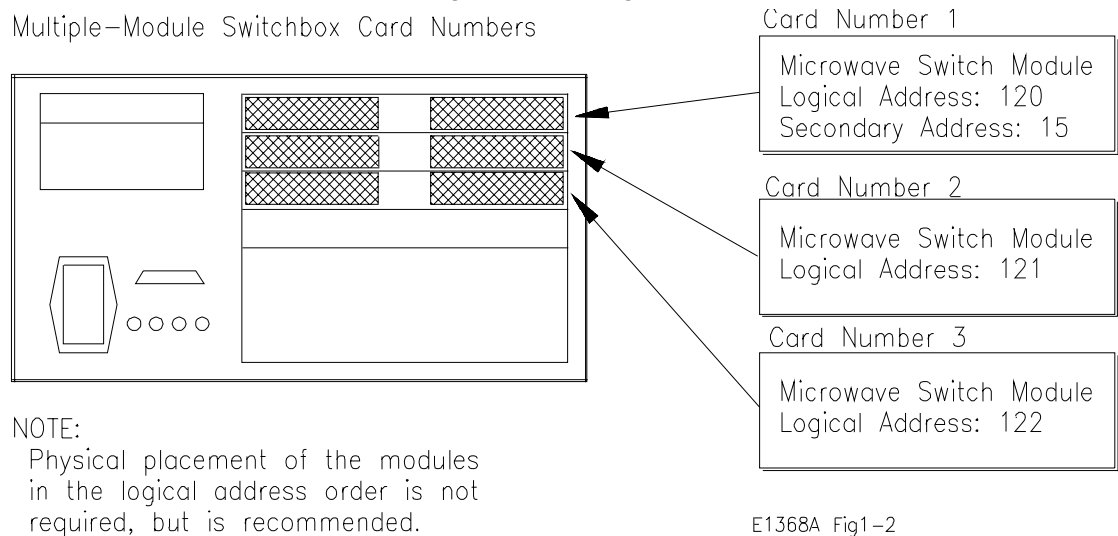 Multiple-Module Switchbox Card Numbers
Card Number 1
Microwave Switch Module
Logical Address: 120
Secondary Address: 15
Card Number 2
Microwave Switch Module
Logical Address: 121
Card Number 3
Microwave Switch Module
Logical Address: 122
NOTE:
Physical placement of the modules
in the logical address order is not
required, but is recommended.
E1368A Fig1-2